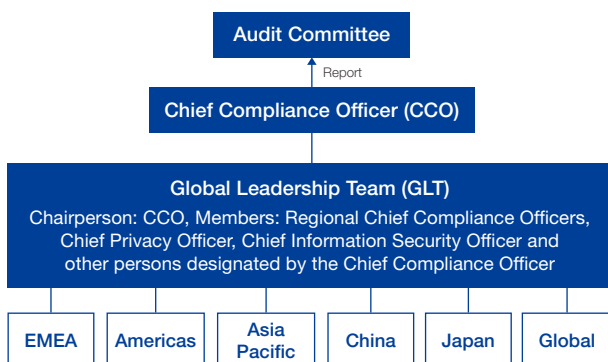 Audit Committee
Report
Chief Compliance Officer (CCO)
Global Leadership Team (GLT)
Chairperson: CCO, Members: Regional Chief Compliance Officers,
Chief Privacy Officer, Chief Information Security Officer and
other persons designated by the Chief Compliance Officer
EMEA
Americas
Asia
Pacific
China
Japan
Global